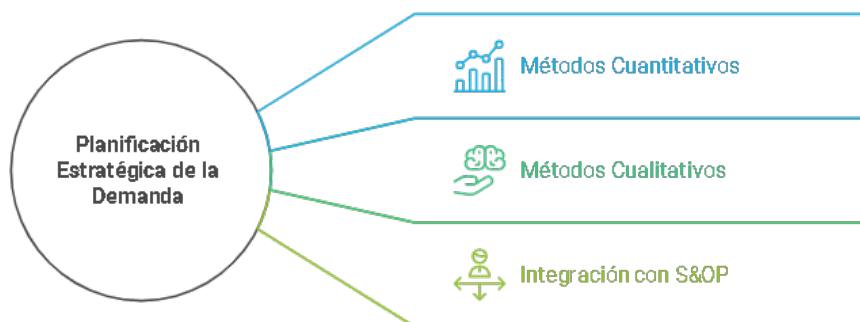 Planificación
Estratégica de la
Demanda
Métodos Cuantitativos
Métodos Cualitativos
Integración con S&OP